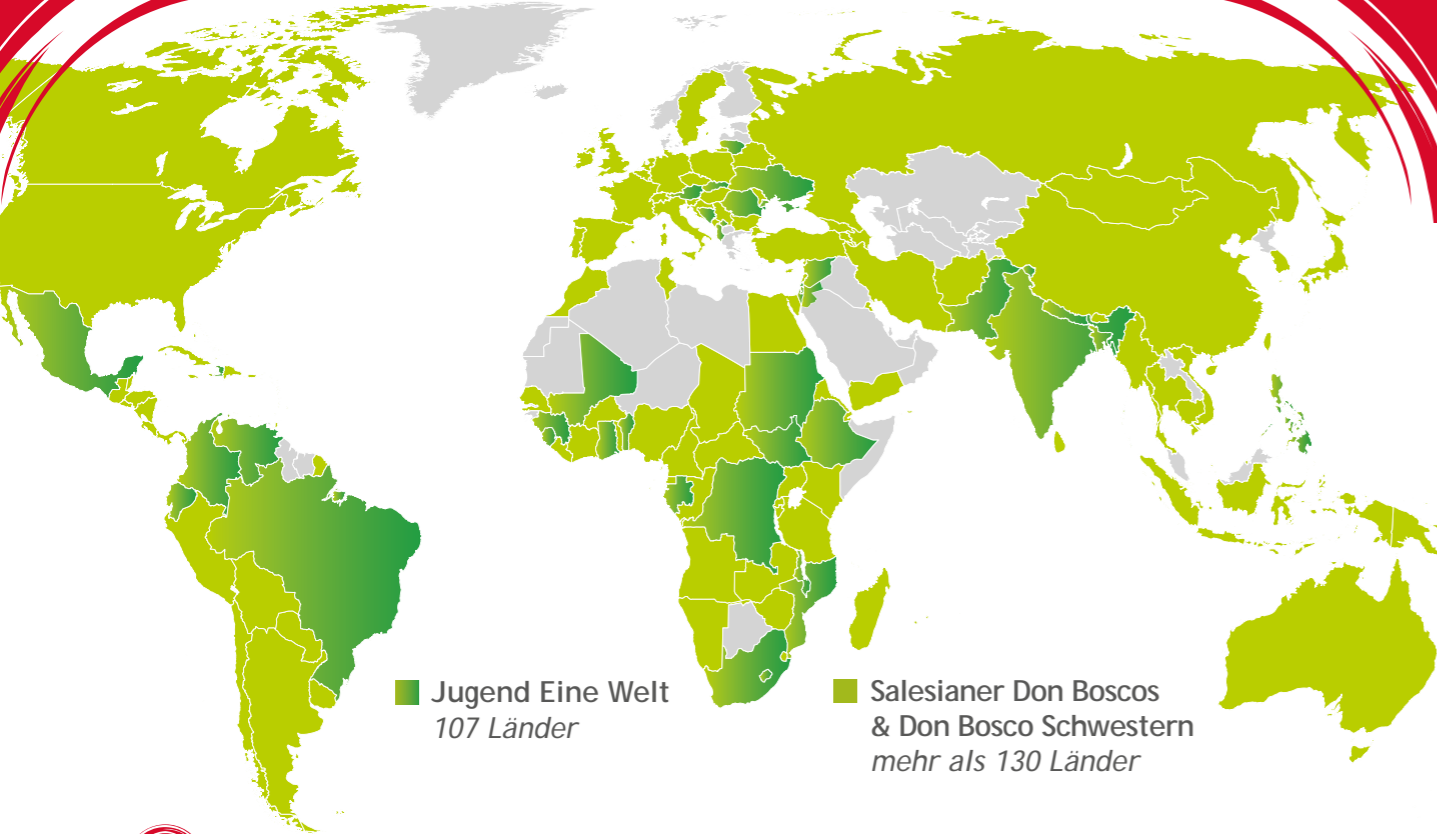 Jugend Eine Welt
107 Länder
Salesianer Don Boscos
& Don Bosco Schwestern
mehr als 130 Länder